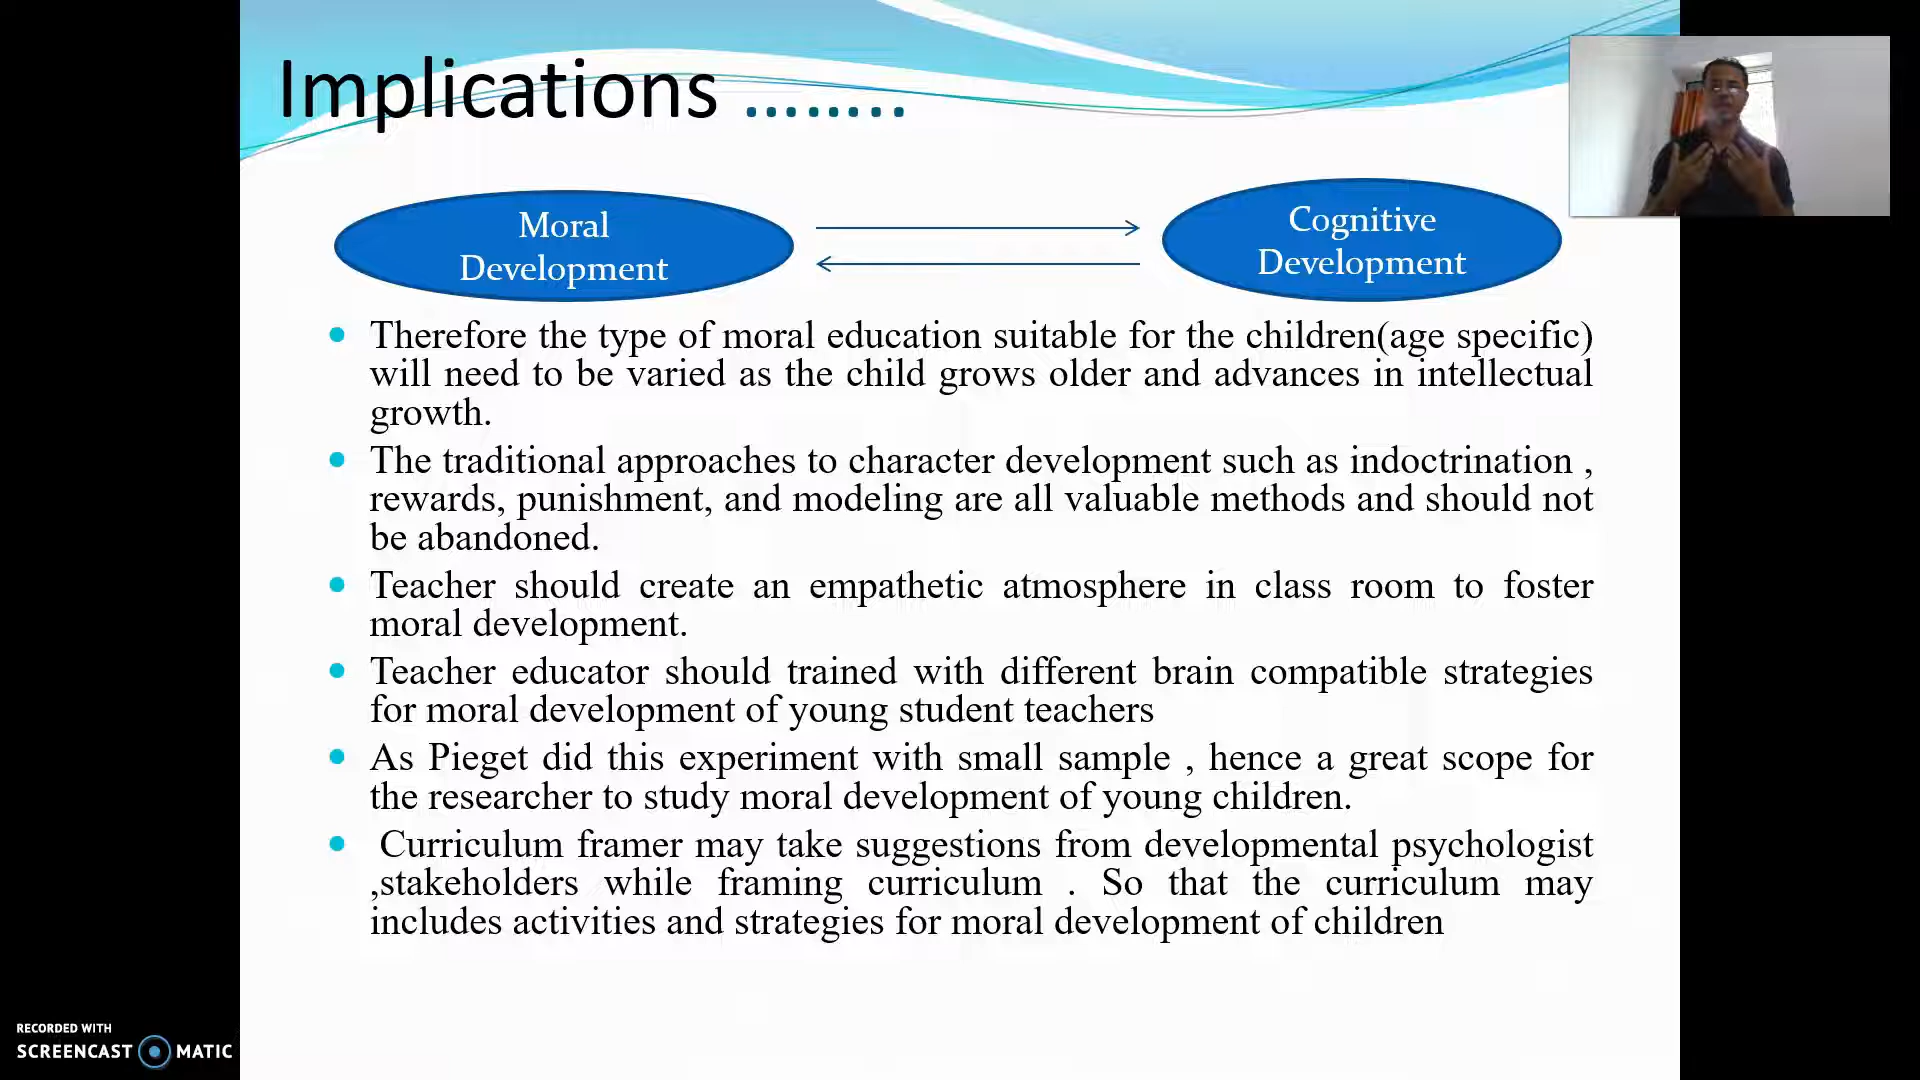 Implications ........
Moral
Development
Cognitive
Development
Therefore the type of moral education suitable for the children(age specific)
will need to be varied as the child grows older and advances in intellectual
growth.
The traditional approaches to character development such as indoctrination ,
rewards, punishment, and modeling are all valuable methods and should not
be abandoned.
Teacher should create an empathetic atmosphere in class room to foster
moral development.
Teacher educator should trained with different brain compatible strategies
for moral development of young student teachers
As Pieget did this experiment with small sample , hence a great scope for
the researcher to study moral development of young children.
Curriculum framer may take suggestions from developmental psychologist
,stakeholders while framing curriculum . So that the curriculum may
includes activities and strategies for moral development of children
RECORDED WITH
SCREENCAST MATIC